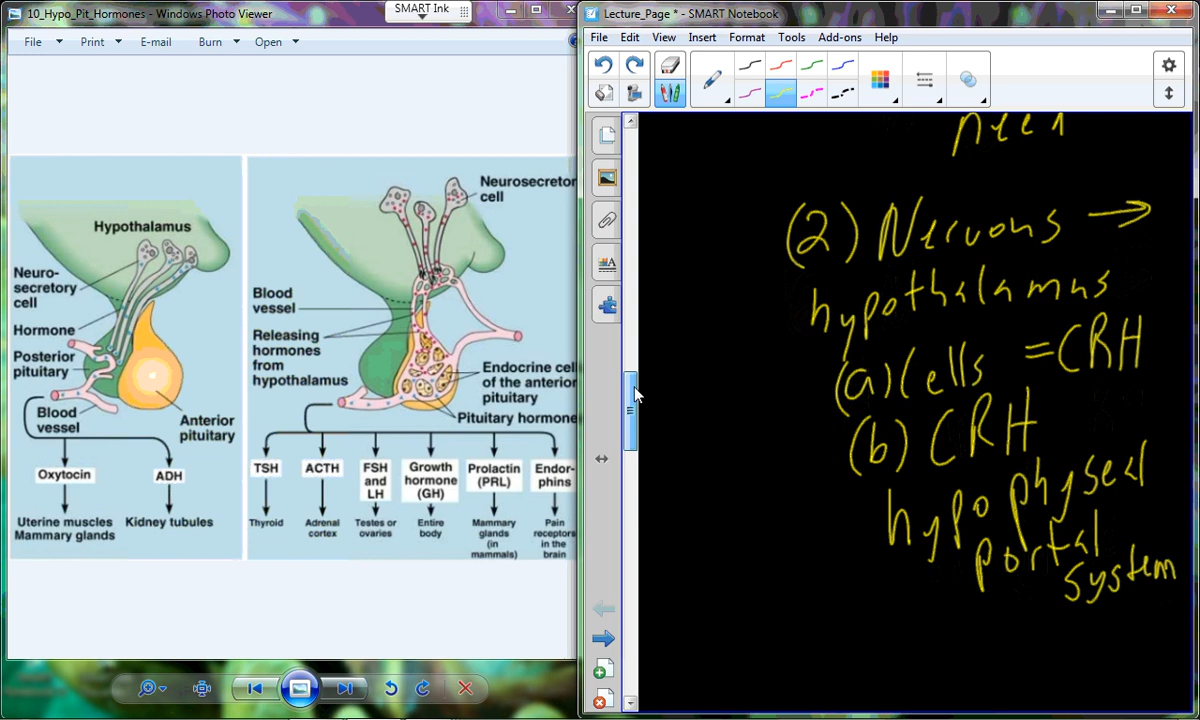 10_Hypo_Pit_Hormones - Windows Photo Viewer
SMART Ink
File Print E-mail Burn Open
Hypothalamus
Neuro-
secretory
cell
Hormone
Posterior
pituitary
Blood
vessel
Anterior
pituitary
Oxytocin
ADH
Uterine muscles
Mammary glands
Kidney tubules
Neurosecretor
cell
Blood
vessel
Releasing
hormones
from
hypothalamus
Endocrine cel
of the anterior
pituitary
Pituitary hormone
TSH
ACTH
FSH
and
LH
Growth
hormone
(GH)
Prolactin
(PRL)
Endor-
phins
Thyroid
Adrenal
cortex
Testes or
ovaries
Entire
body
Mammary
glands
(in
mammals)
Pain
receptors
in the
brain
Lecture_Page * - SMART Notebook
File Edit View Insert Format Tools Add-ons Help
(2) Nervous →
hypothalamus
(a) Cells = CRH
(b) CRH
hypophyseal
portal
system